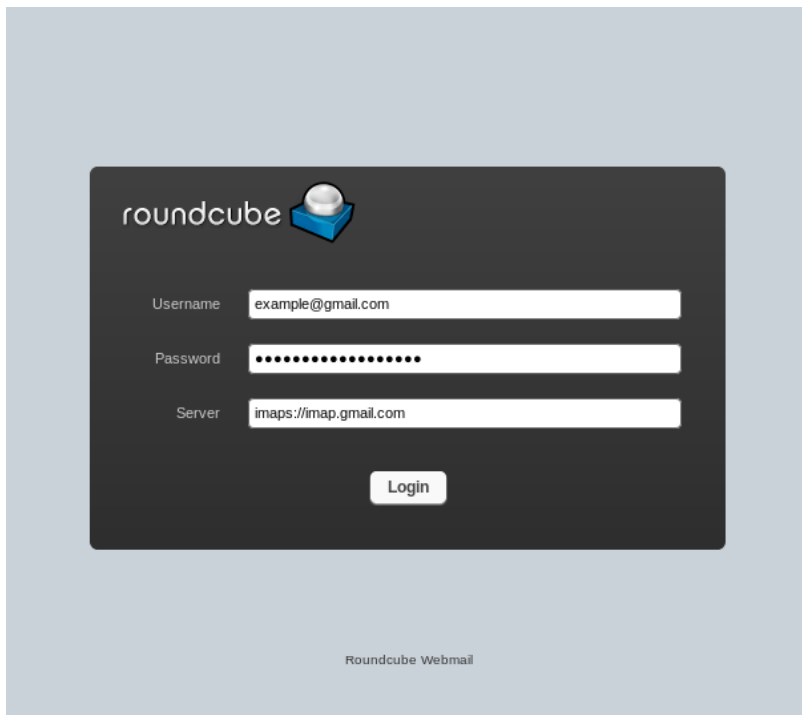 roundcube
Username example@gmail.com
Password ••••••••••••••••••
Server imaps://imap.gmail.com
Login
Roundcube Webmail